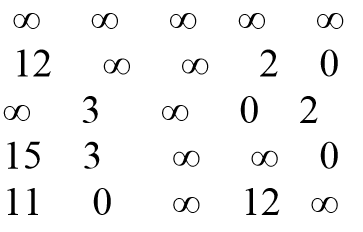 ∞ ∞ ∞ ∞ ∞
12 ∞ ∞ 2 0
∞ 3 ∞ 0 2
15 3 ∞ ∞ 0
11 0 ∞ 12 ∞